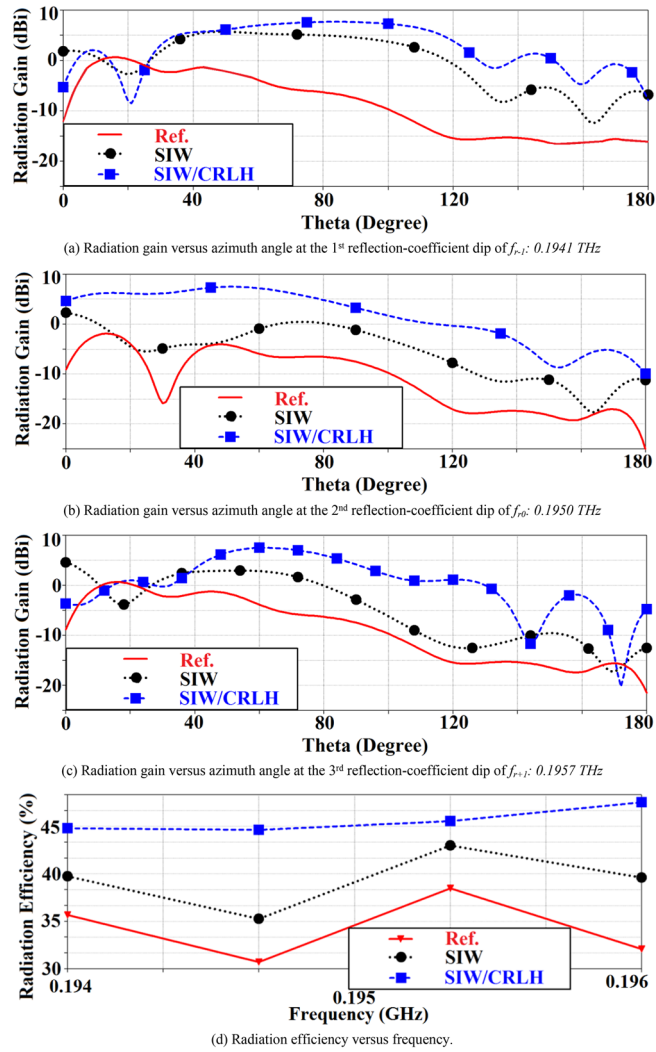 Radiation Gain (dBi)
10
0
-10
-20
Ref.
SIW
SIW/CRLH
0 40 80 120 180
Theta (Degree)
(a) Radiation gain versus azimuth angle at the 1st reflection-coefficient dip of fr-1: 0.1941 THz
Radiation Gain (dBi)
10
0
-10
-20
Ref.
SIW
SIW/CRLH
0 40 80 120 180
Theta (Degree)
(b) Radiation gain versus azimuth angle at the 2nd reflection-coefficient dip of fr0: 0.1950 THz
Radiation Gain (dBi)
10
0
-10
-20
Ref.
SIW
SIW/CRLH
0 40 80 120 180
Theta (Degree)
(c) Radiation gain versus azimuth angle at the 3rd reflection-coefficient dip of fr+1: 0.1957 THz
Radiation Efficiency (%)
45
40
35
30
Ref.
SIW
SIW/CRLH
0.194 0.195 0.196
Frequency (GHz)
(d) Radiation efficiency versus frequency.